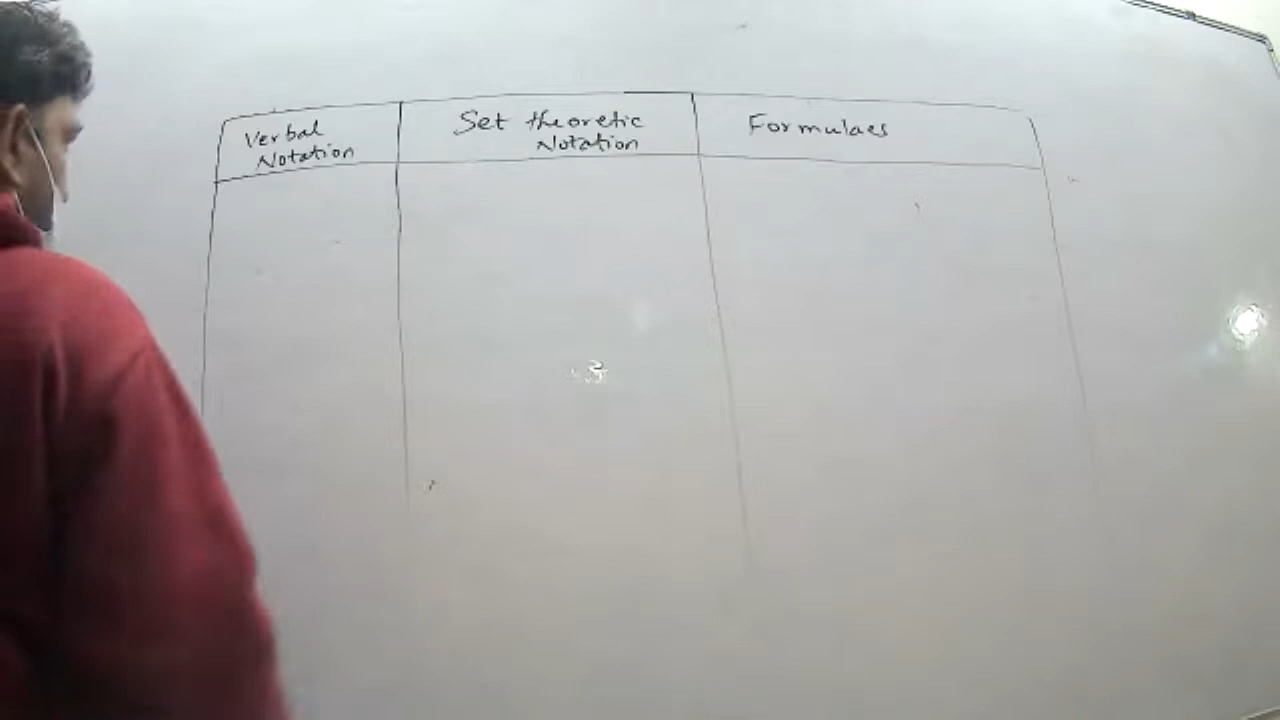 Verbal
Notation
Set theoretic
Notation
Formulaes